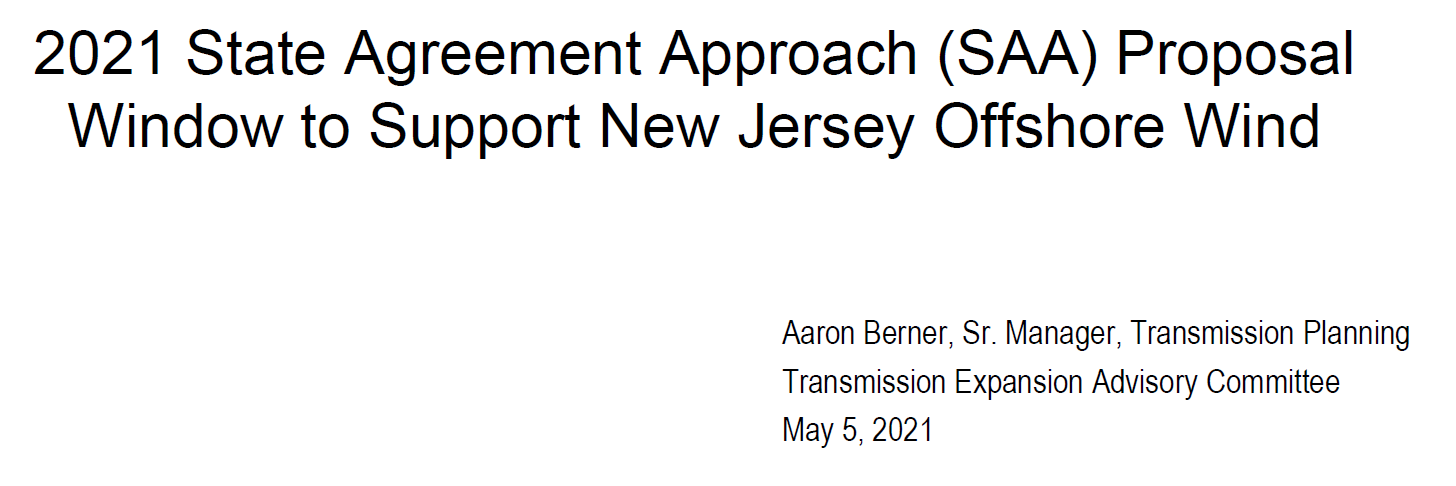 2021 State Agreement Approach (SAA) Proposal
Window to Support New Jersey Offshore Wind
Aaron Berner, Sr. Manager, Transmission Planning
Transmission Expansion Advisory Committee
May 5, 2021